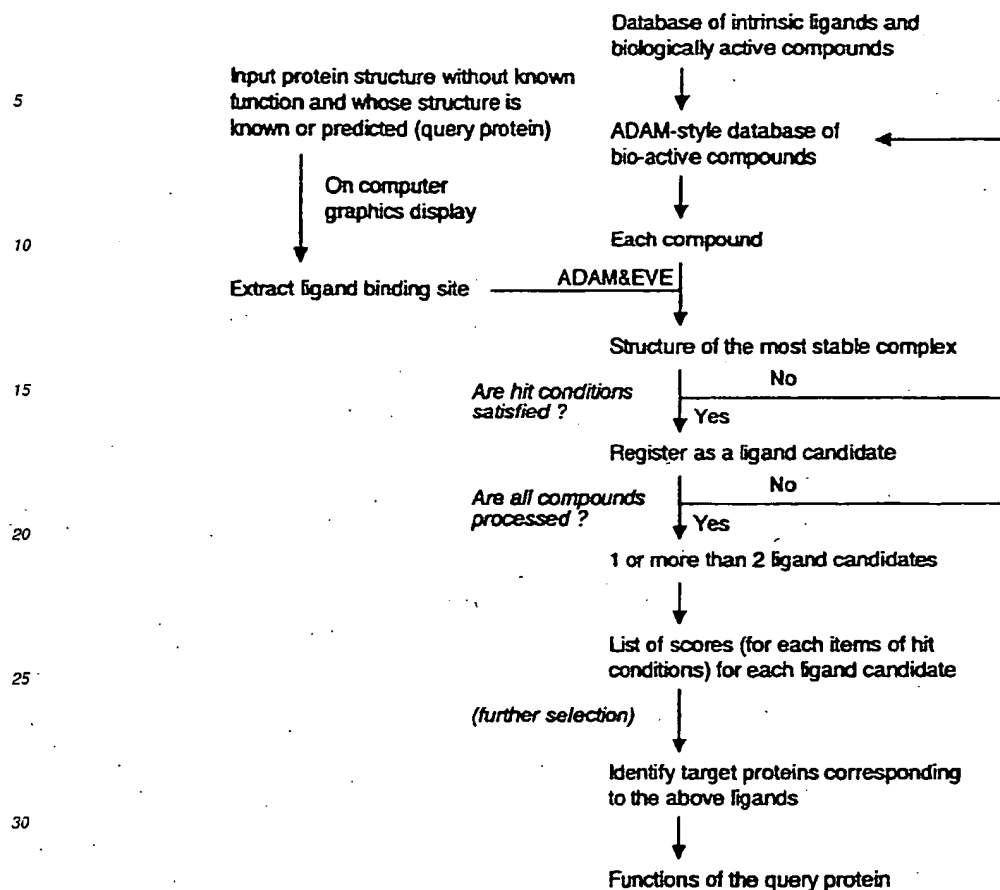 Database of intrinsic ligands and
biologically active compounds
Input protein structure without known
function and whose structure is
known or predicted (query protein)
5
ADAM-style database of
bio-active compounds
On computer
graphics display
10
Each compound
Extract ligand binding site
ADAM&EVE
Structure of the most stable complex
15
Are hit conditions
satisfied ?
No
Yes
Register as a ligand candidate
Are all compounds
processed ?
No
Yes
20
1 or more than 2 ligand candidates
List of scores (for each items of hit
conditions) for each ligand candidate
25
(further selection)
Identify target proteins corresponding
to the above ligands
30
Functions of the query protein